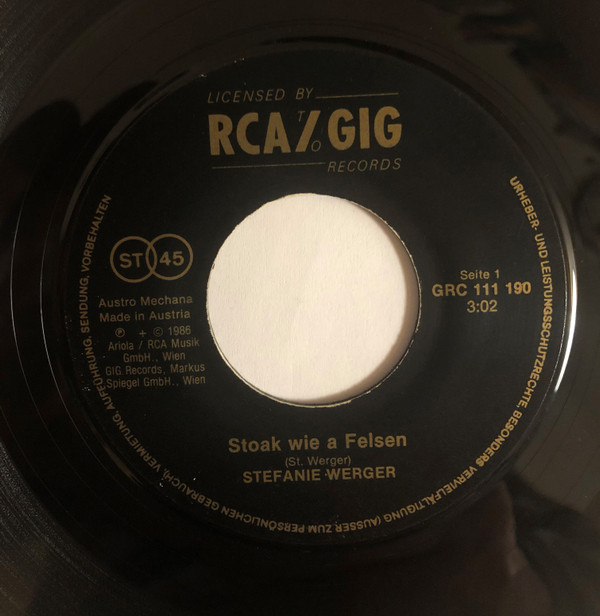 LICENSED BY
RCA TO GIG
RECORDS
ST 45
Austro Mechana
Made in Austria
℗ + © 1986
Ariola / RCA Musik
GmbH., Wien
GIG Records, Markus
Spiegel GmbH., Wien
Seite 1
GRC 111 190
3:02
Stoak wie a Felsen
(St. Werger)
STEFANIE WERGER
URHEBER- UND LEISTUNGSSCHUTZRECHTE, BESONDERS VERVIELFÄLTIGUNG (AUSSER ZUM PERSÖNLICHEN GEBRAUCH), VERMIETUNG, AUFFÜHRUNG, SENDUNG, VORBEHALTEN